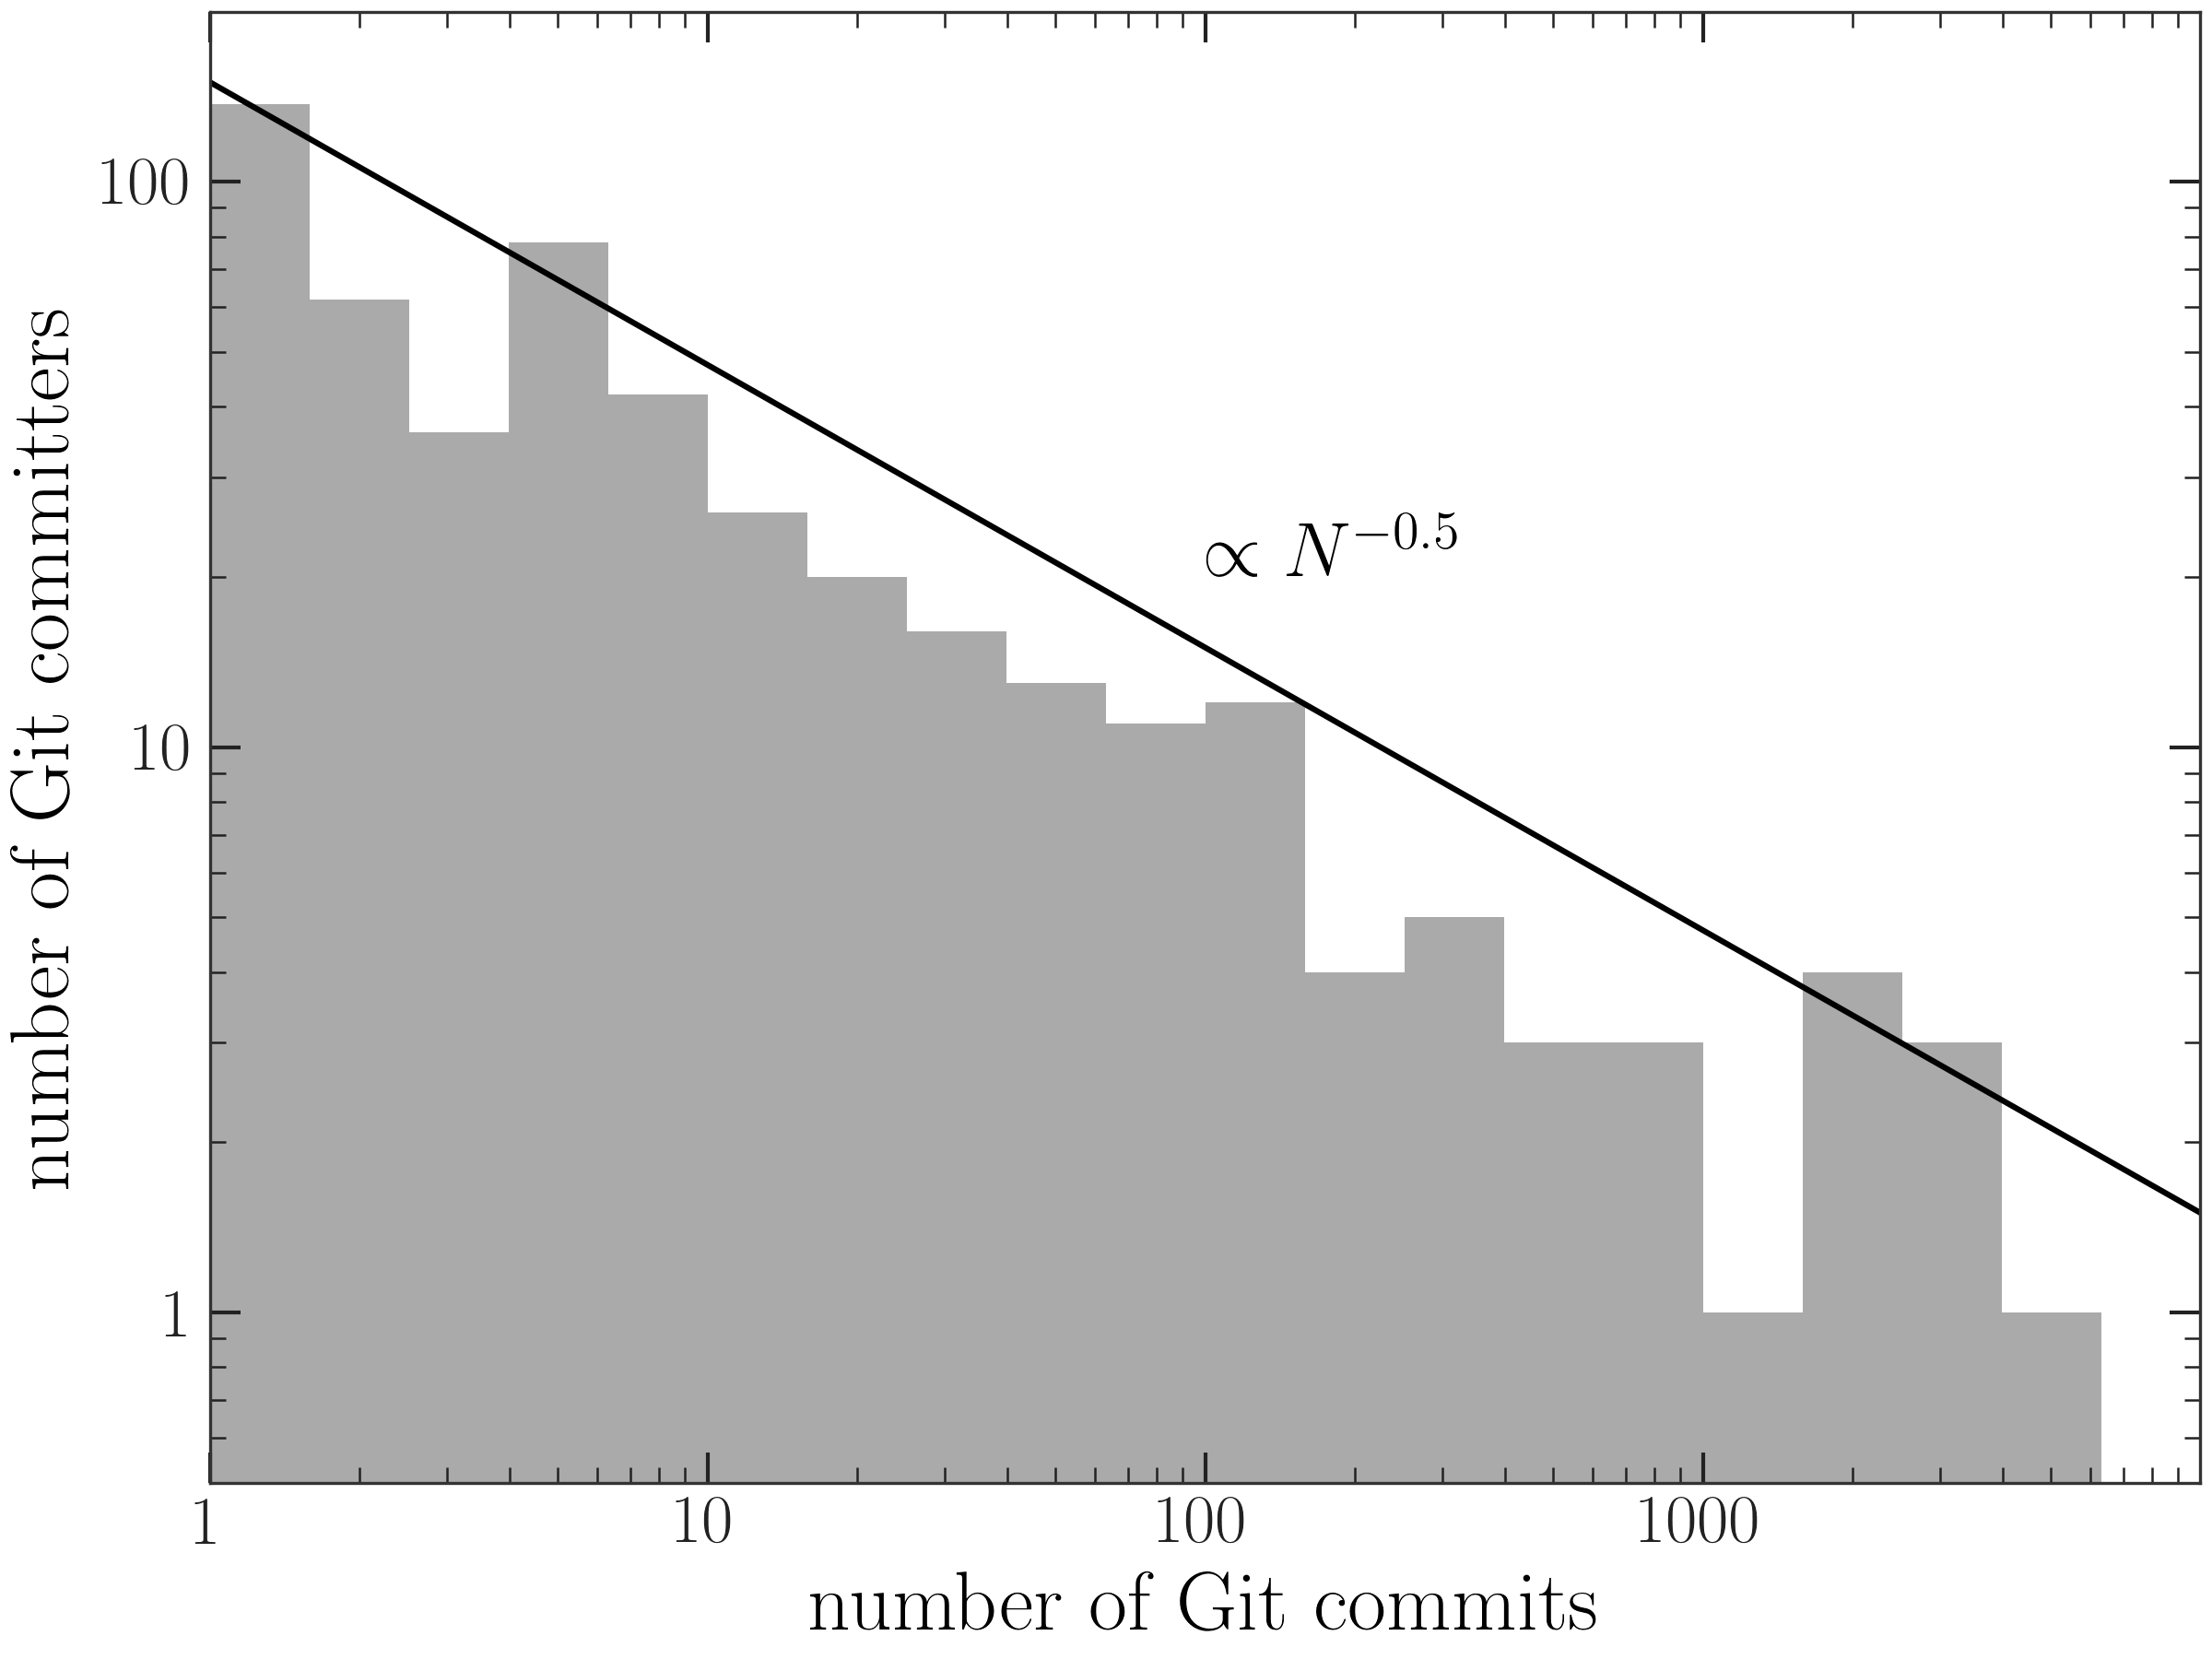 number of Git committers
100
10
1
∝ N^−0.5
1 10 100 1000
number of Git commits